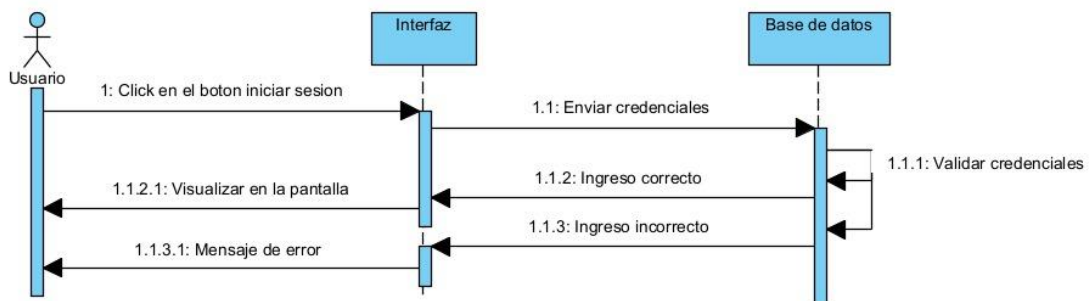 Interfaz
Base de datos
Usuario
1: Click en el boton iniciar sesion
1.1: Enviar credenciales
1.1.1: Validar credenciales
1.1.2: Ingreso correcto
1.1.2.1: Visualizar en la pantalla
1.1.3: Ingreso incorrecto
1.1.3.1: Mensaje de error